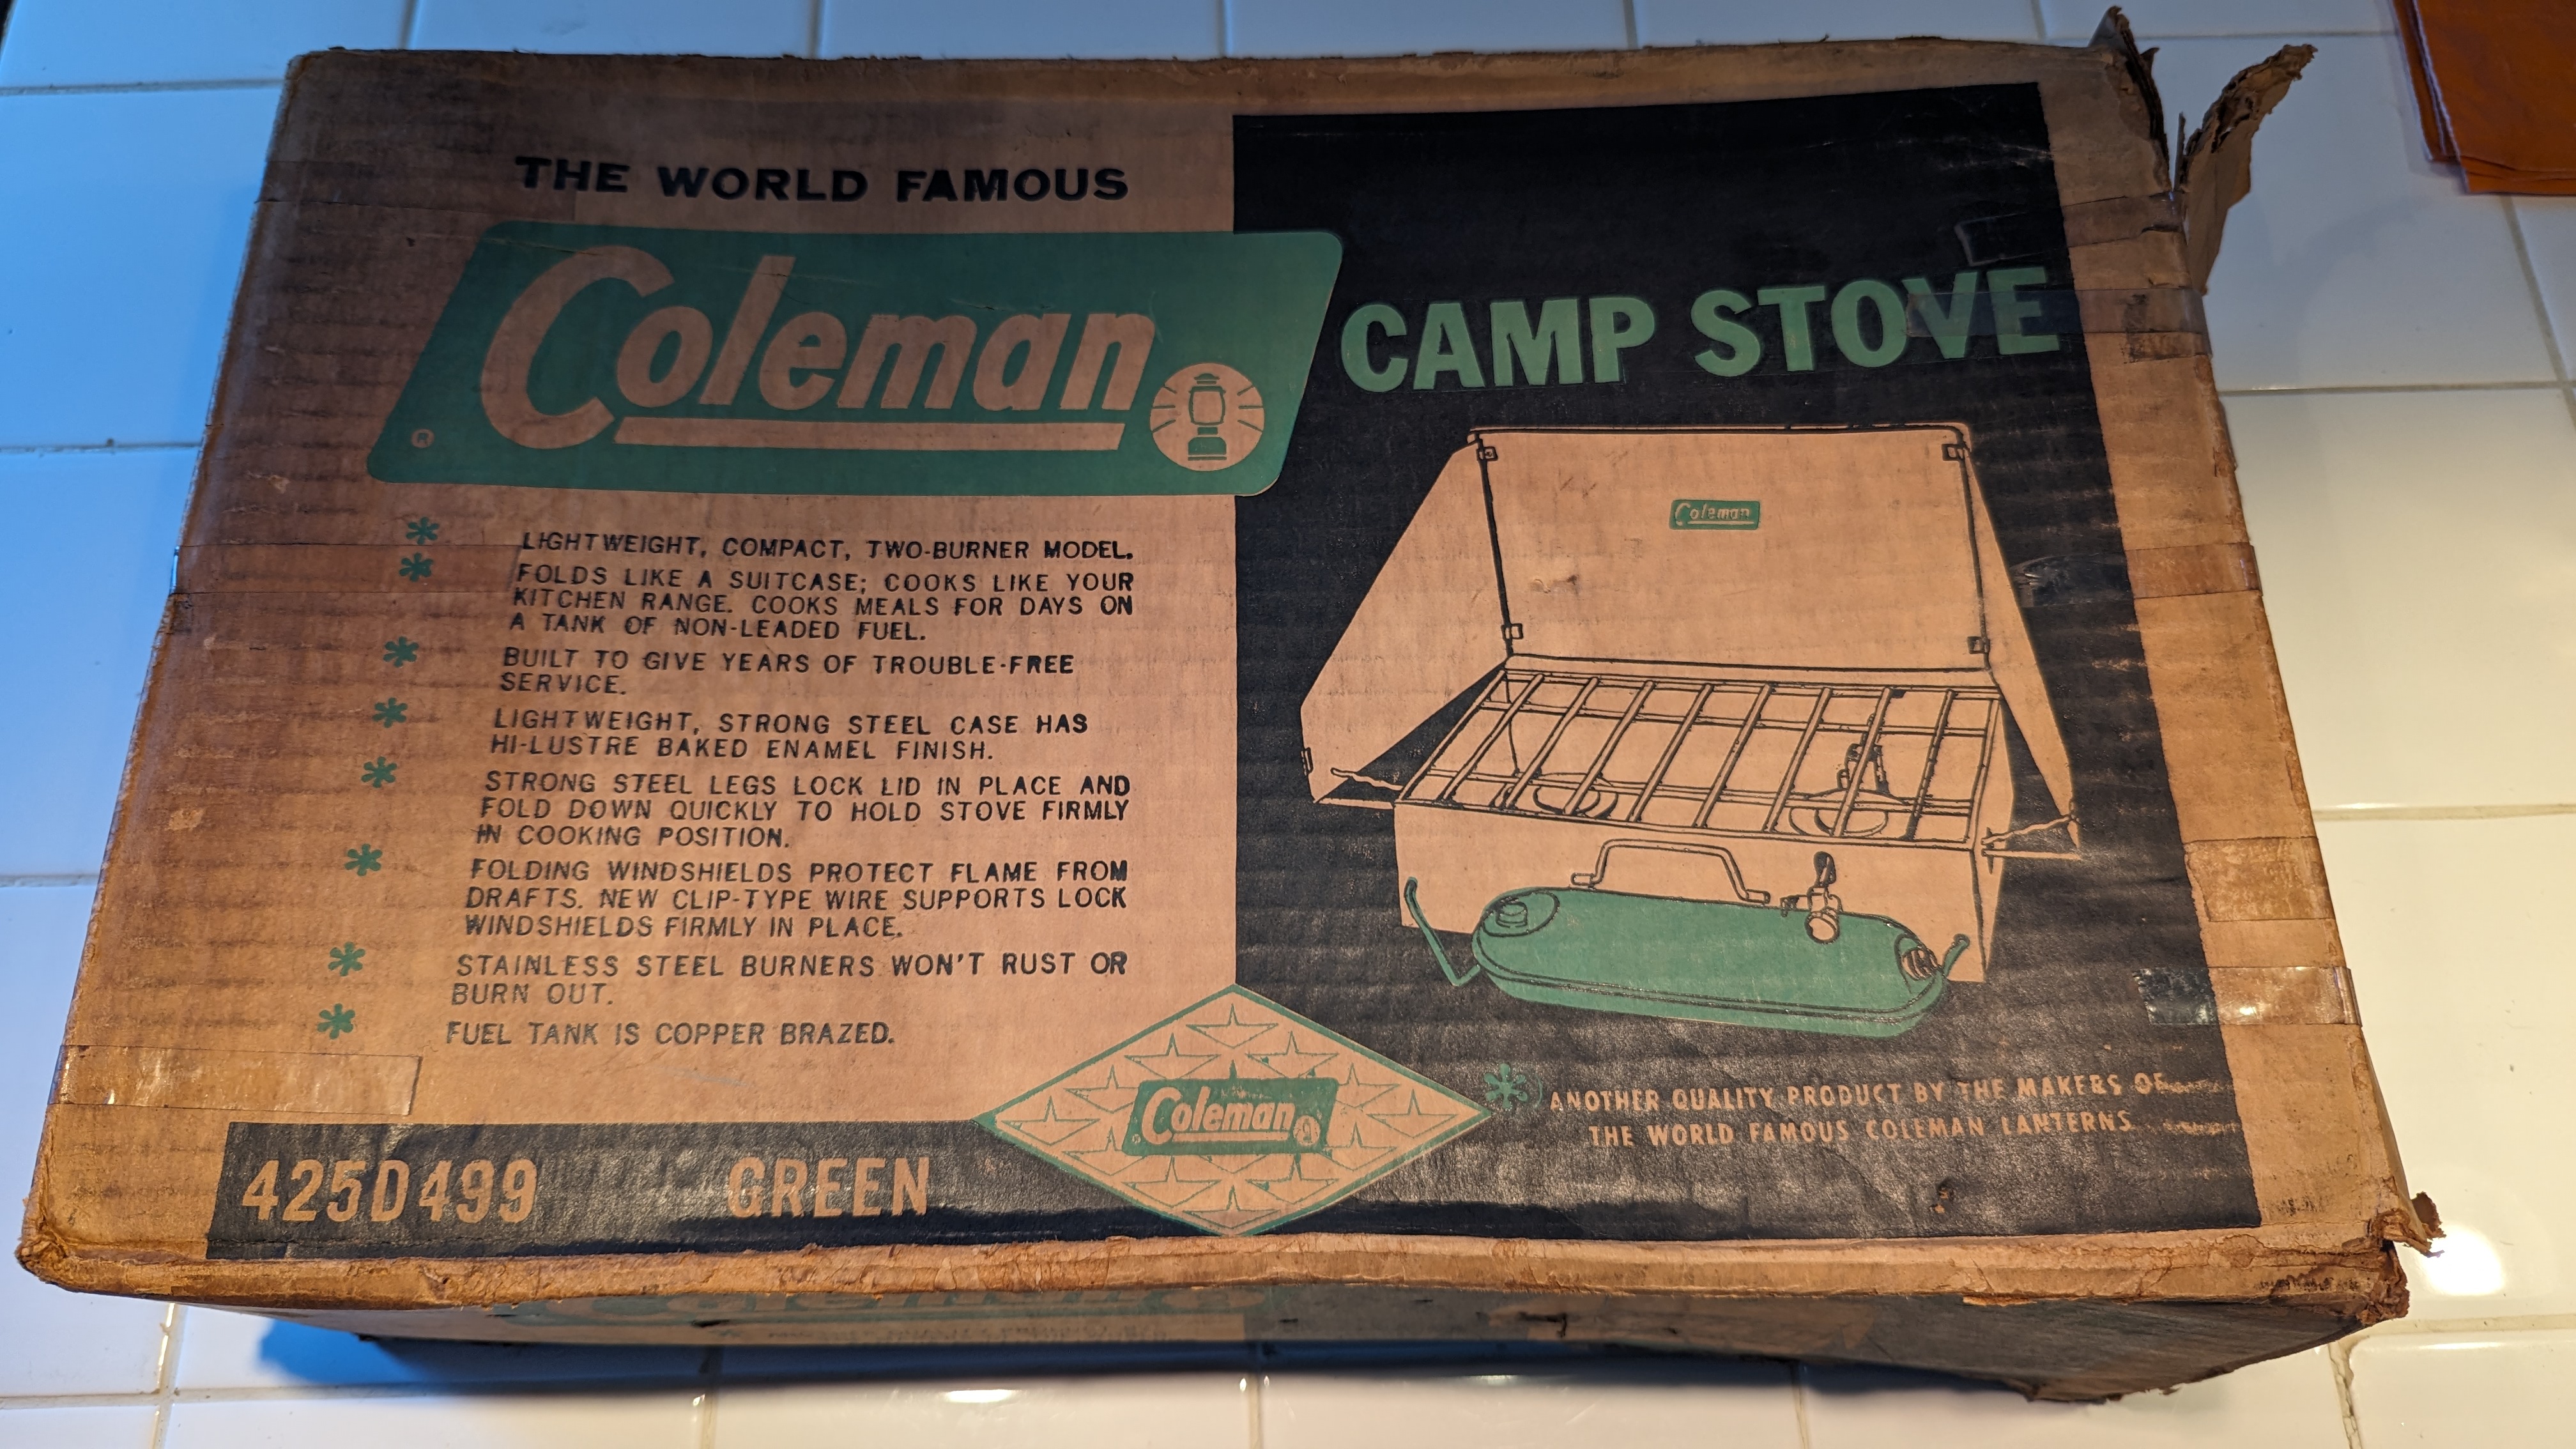 THE WORLD FAMOUS
Coleman
®
CAMP STOVE
Coleman
* LIGHTWEIGHT, COMPACT, TWO-BURNER MODEL.
* FOLDS LIKE A SUITCASE; COOKS LIKE YOUR
KITCHEN RANGE. COOKS MEALS FOR DAYS ON
A TANK OF NON-LEADED FUEL.
* BUILT TO GIVE YEARS OF TROUBLE-FREE
SERVICE.
* LIGHTWEIGHT, STRONG STEEL CASE HAS
HI-LUSTRE BAKED ENAMEL FINISH.
* STRONG STEEL LEGS LOCK LID IN PLACE AND
FOLD DOWN QUICKLY TO HOLD STOVE FIRMLY
IN COOKING POSITION.
* FOLDING WINDSHIELDS PROTECT FLAME FROM
DRAFTS. NEW CLIP-TYPE WIRE SUPPORTS LOCK
WINDSHIELDS FIRMLY IN PLACE.
* STAINLESS STEEL BURNERS WON'T RUST OR
BURN OUT.
* FUEL TANK IS COPPER BRAZED.
Coleman
* ANOTHER QUALITY PRODUCT BY THE MAKERS OF
THE WORLD FAMOUS COLEMAN LANTERNS
425D499 GREEN